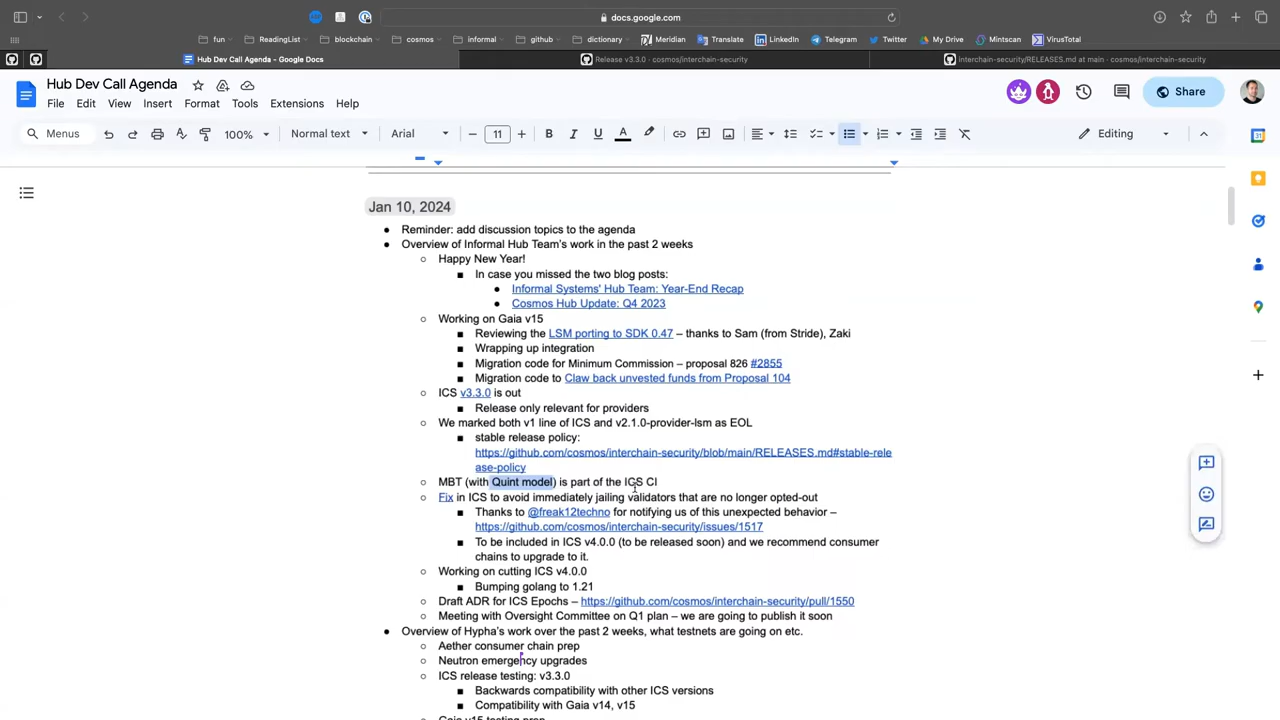 docs.google.com
fun
ReadingList
blockchain
cosmos
informal
github
dictionary
Meridian
Translate
LinkedIn
Telegram
Twitter
My Drive
Mintscan
VirusTotal
Hub Dev Call Agenda - Google Docs
Release v3.3.0 · cosmos/interchain-security
interchain-security/RELEASES.md at main · cosmos/interchain-security
Hub Dev Call Agenda
File Edit View Insert Format Tools Extensions Help
Share
Menus
100%
Normal text
Arial
11
Editing
Jan 10, 2024
Reminder: add discussion topics to the agenda
Overview of Informal Hub Team's work in the past 2 weeks
Happy New Year!
In case you missed the two blog posts:
Informal Systems' Hub Team: Year-End Recap
Cosmos Hub Update: Q4 2023
Working on Gaia v15
Reviewing the LSM porting to SDK 0.47 – thanks to Sam (from Stride), Zaki
Wrapping up integration
Migration code for Minimum Commission – proposal 826 #2855
Migration code to Claw back unvested funds from Proposal 104
ICS v3.3.0 is out
Release only relevant for providers
We marked both v1 line of ICS and v2.1.0-provider-lsm as EOL
stable release policy:
https://github.com/cosmos/interchain-security/blob/main/RELEASES.md#stable-rele
ase-policy
MBT (with Quint model) is part of the ICS CI
Fix in ICS to avoid immediately jailing validators that are no longer opted-out
Thanks to @freak12techno for notifying us of this unexpected behavior –
https://github.com/cosmos/interchain-security/issues/1517
To be included in ICS v4.0.0 (to be released soon) and we recommend consumer
chains to upgrade to it.
Working on cutting ICS v4.0.0
Bumping golang to 1.21
Draft ADR for ICS Epochs – https://github.com/cosmos/interchain-security/pull/1550
Meeting with Oversight Committee on Q1 plan – we are going to publish it soon
Overview of Hypha's work over the past 2 weeks, what testnets are going on etc.
Aether consumer chain prep
Neutron emergency upgrades
ICS release testing: v3.3.0
Backwards compatibility with other ICS versions
Compatibility with Gaia v14, v15
Gaia v15 testing prep